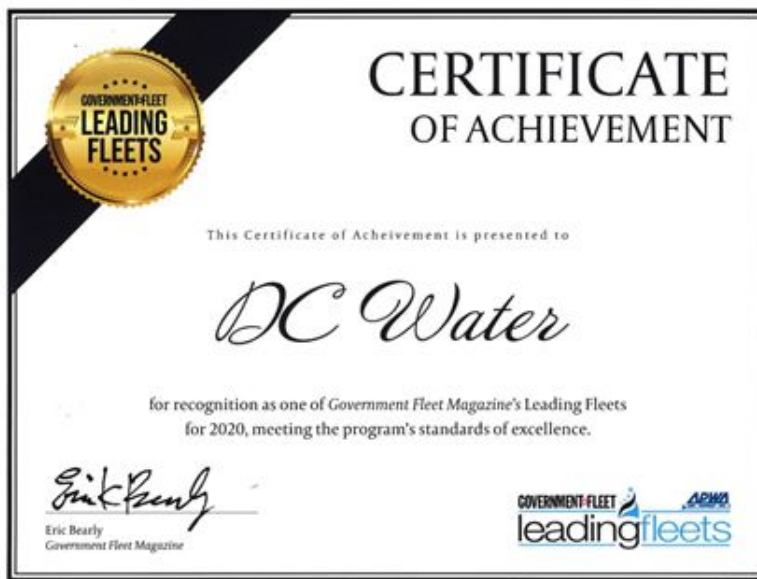 GOVERNMENT FLEET
LEADING
FLEETS
CERTIFICATE
OF ACHIEVEMENT
This Certificate of Acheivement is presented to
DC Water
for recognition as one of Government Fleet Magazine's Leading Fleets
for 2020, meeting the program's standards of excellence.
Eric Bearly
Eric Bearly
Government Fleet Magazine
GOVERNMENT FLEET
APWA
leadingfleets